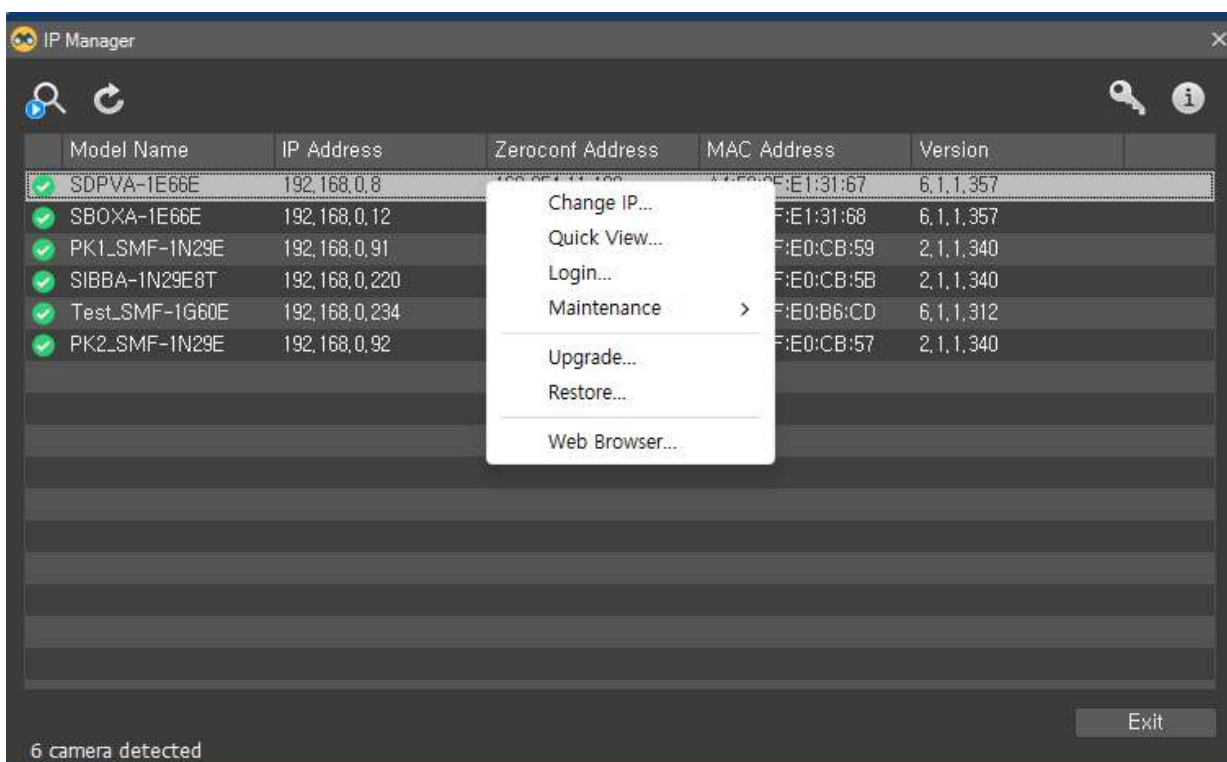 IP Manager
Model Name IP Address Zeroconf Address MAC Address Version
SDPVA-1E66E 192,168,0,8 E1:31:67 6,1,1,357
SBOXA-1E66E 192,168,0,12 F:E1:31:68 6,1,1,357
PK1_SMF-1N29E 192,168,0,91 F:E0:CB:59 2,1,1,340
SIBBA-1N29E8T 192,168,0,220 F:E0:CB:5B 2,1,1,340
Test_SMF-1G60E 192,168,0,234 F:E0:B6:CD 6,1,1,312
PK2_SMF-1N29E 192,168,0,92 F:E0:CB:57 2,1,1,340
Change IP...
Quick View...
Login...
Maintenance >
Upgrade...
Restore...
Web Browser...
Exit
6 camera detected